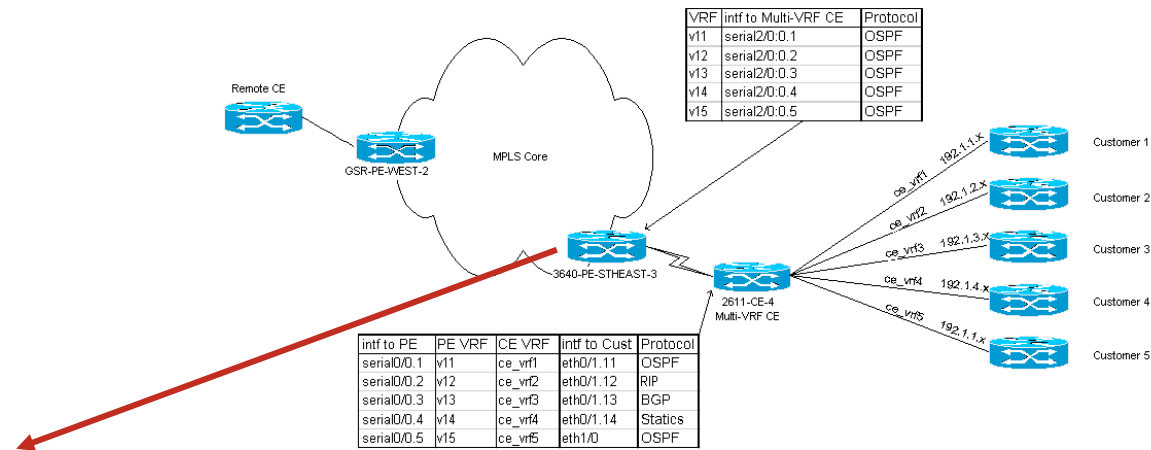 VRF intf to Multi-VRF CE Protocol
v11 serial2/0:0.1 OSPF
v12 serial2/0:0.2 OSPF
v13 serial2/0:0.3 OSPF
v14 serial2/0:0.4 OSPF
v15 serial2/0:0.5 OSPF
Remote CE
GSR-PE-WEST-2
MPLS Core
3640-PE-STHEAST-3
2611-CE-4
Multi-VRF CE
ce_vrf1 192.1.1.x
Customer 1
ce_vrf2 192.1.2.x
Customer 2
ce_vrf3 192.1.3.x
Customer 3
ce_vrf4 192.1.4.x
Customer 4
ce_vrf5 192.1.1.x
Customer 5
intf to PE PE VRF CE VRF intf to Cust Protocol
serial0/0.1 v11 ce_vrf1 eth0/1.11 OSPF
serial0/0.2 v12 ce_vrf2 eth0/1.12 RIP
serial0/0.3 v13 ce_vrf3 eth0/1.13 BGP
serial0/0.4 v14 ce_vrf4 eth0/1.14 Statics
serial0/0.5 v15 ce_vrf5 eth1/0 OSPF